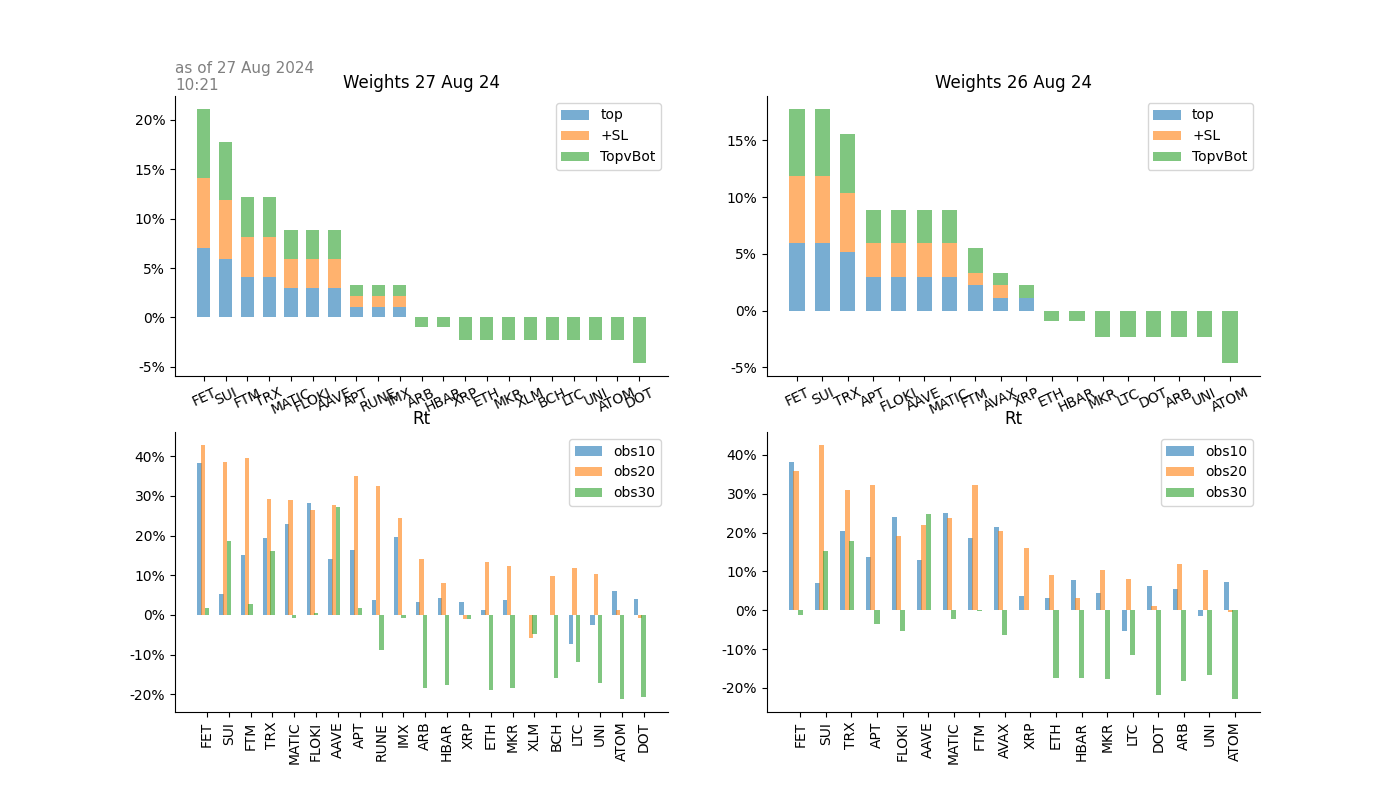 as of 27 Aug 2024
10:21
Weights 27 Aug 24
20%
15%
10%
5%
0%
-5%
top
+SL
TopvBot
FET SUI FTM TRX MATIC FLOKI AAVE APT RUNE IMX ARB HBAR XRP ETH MKR XLM BCH LTC UNI ATOM DOT
Weights 26 Aug 24
15%
10%
5%
0%
-5%
top
+SL
TopvBot
FET SUI TRX APT FLOKI AAVE MATIC FTM AVAX XRP ETH HBAR MKR LTC DOT ARB UNI ATOM
Rt
40%
30%
20%
10%
0%
-10%
-20%
obs10
obs20
obs30
FET SUI FTM TRX MATIC FLOKI AAVE APT RUNE IMX ARB HBAR XRP ETH MKR XLM BCH LTC UNI ATOM DOT
Rt
40%
30%
20%
10%
0%
-10%
-20%
obs10
obs20
obs30
FET SUI TRX APT FLOKI AAVE MATIC FTM AVAX XRP ETH HBAR MKR LTC DOT ARB UNI ATOM